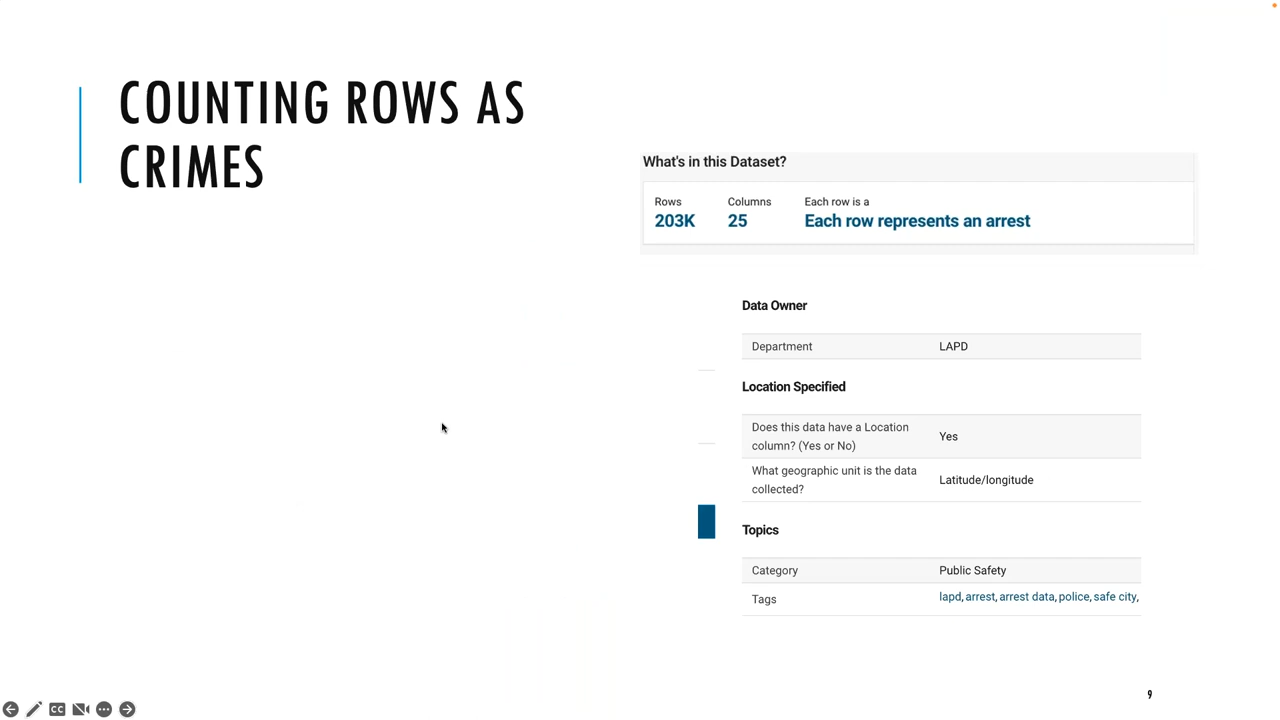 COUNTING ROWS AS
CRIMES
What's in this Dataset?
Rows
Columns
Each row is a
203K
25
Each row represents an arrest
Data Owner
Department
LAPD
Location Specified
Does this data have a Location
column? (Yes or No)
Yes
What geographic unit is the data
collected?
Latitude/longitude
Topics
Category
Public Safety
Tags
lapd, arrest, arrest data, police, safe city,
9
CC